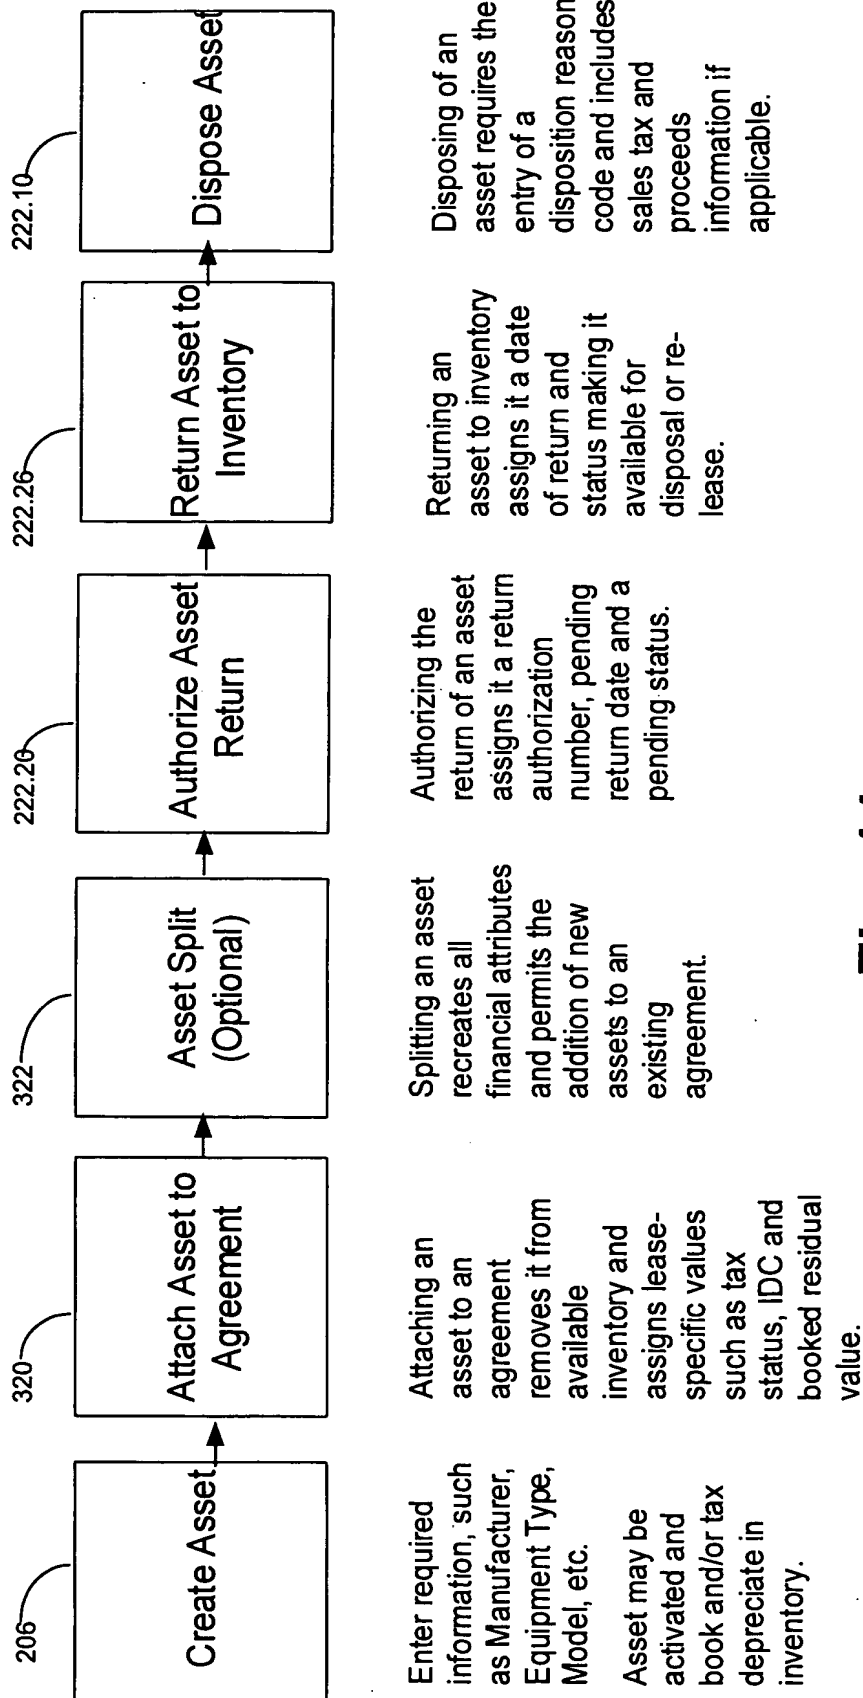 206
Create Asset
Enter required
information, such
as Manufacturer,
Equipment Type,
Model, etc.
Asset may be
activated and
book and/or tax
depreciate in
inventory.
320
Attach Asset to
Agreement
Attaching an
asset to an
agreement
removes it from
available
inventory and
assigns lease-
specific values
such as tax
status, IDC and
booked residual
value.
322
Asset Split
(Optional)
Splitting an asset
recreates all
financial attributes
and permits the
addition of new
assets to an
existing
agreement.
222.20
Authorize Asset
Return
Authorizing the
return of an asset
assigns it a return
authorization
number, pending
return date and a
pending status.
222.26
Return Asset to
Inventory
Returning an
asset to inventory
assigns it a date
of return and
status making it
available for
disposal or re-
lease.
222.10
Dispose Asset
Disposing of an
asset requires the
entry of a
disposition reason
code and includes
sales tax and
proceeds
information if
applicable.